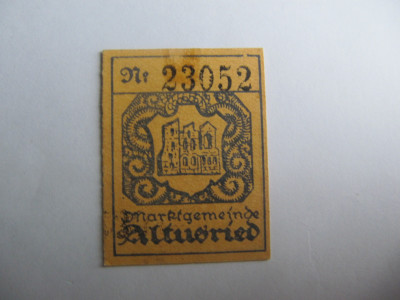 Nr 23052
Marktgemeinde
Altusried